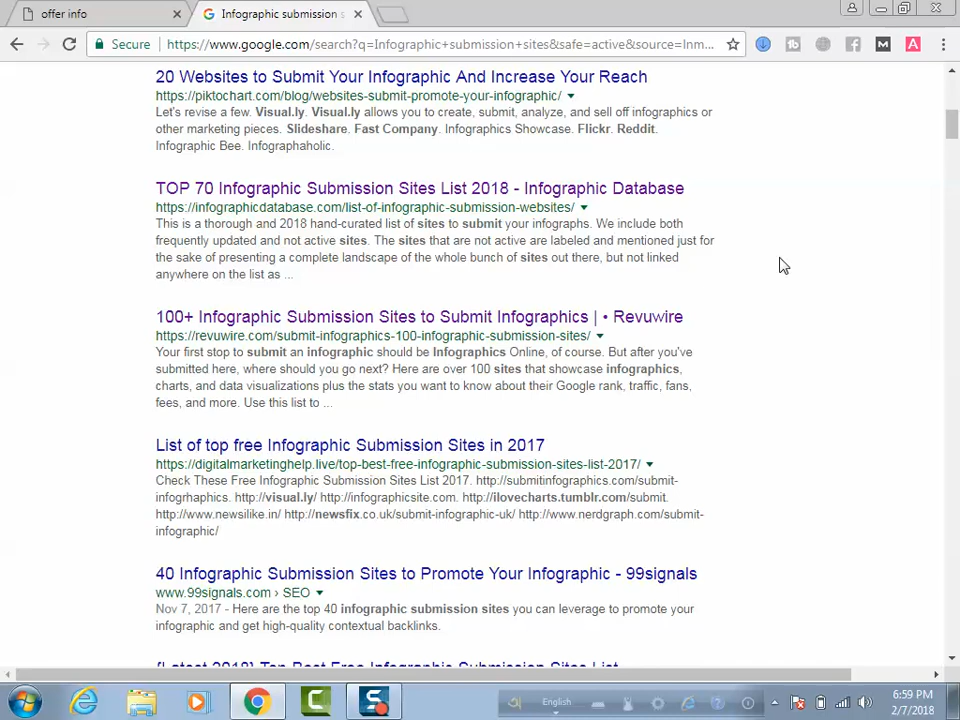 offer info
Infographic submission s
Secure
https://www.google.com/search?q=Infographic+submission+sites&safe=active&source=lnm...
20 Websites to Submit Your Infographic And Increase Your Reach
https://piktochart.com/blog/websites-submit-promote-your-infographic/
Let's revise a few. Visual.ly. Visual.ly allows you to create, submit, analyze, and sell off infographics or
other marketing pieces. Slideshare. Fast Company. Infographics Showcase. Flickr. Reddit.
Infographic Bee. Infographaholic.
TOP 70 Infographic Submission Sites List 2018 - Infographic Database
https://infographicdatabase.com/list-of-infographic-submission-websites/
This is a thorough and 2018 hand-curated list of sites to submit your infographs. We include both
frequently updated and not active sites. The sites that are not active are labeled and mentioned just for
the sake of presenting a complete landscape of the whole bunch of sites out there, but not linked
anywhere on the list as ...
100+ Infographic Submission Sites to Submit Infographics | • Revuwire
https://revuwire.com/submit-infographics-100-infographic-submission-sites/
Your first stop to submit an infographic should be Infographics Online, of course. But after you've
submitted here, where should you go next? Here are over 100 sites that showcase infographics,
charts, and data visualizations plus the stats you want to know about their Google rank, traffic, fans,
fees, and more. Use this list to ...
List of top free Infographic Submission Sites in 2017
https://digitalmarketinghelp.live/top-best-free-infographic-submission-sites-list-2017/
Check These Free Infographic Submission Sites List 2017. http://submitinfographics.com/submit-
infogrhaphics. http://visual.ly/ http://infographicsite.com. http://ilovecharts.tumblr.com/submit.
http://www.newsilike.in/ http://newsfix.co.uk/submit-infographic-uk/ http://www.nerdgraph.com/submit-
infographic/
40 Infographic Submission Sites to Promote Your Infographic - 99signals
www.99signals.com › SEO
Nov 7, 2017 - Here are the top 40 infographic submission sites you can leverage to promote your
infographic and get high-quality contextual backlinks.
[Latest 2018] Top Best Free Infographic Submission Sites List
English
6:59 PM
2/7/2018